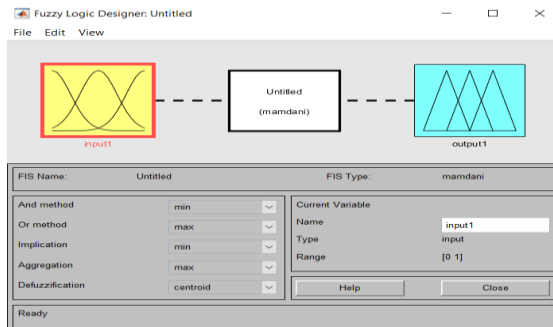 Fuzzy Logic Designer: Untitled
File Edit View
Untitled
(mamdani)
input1
output1
FIS Name: Untitled FIS Type: mamdani
And method min
Or method max
Implication min
Aggregation max
Defuzzification centroid
Current Variable
Name input1
Type input
Range [0 1]
Help Close
Ready